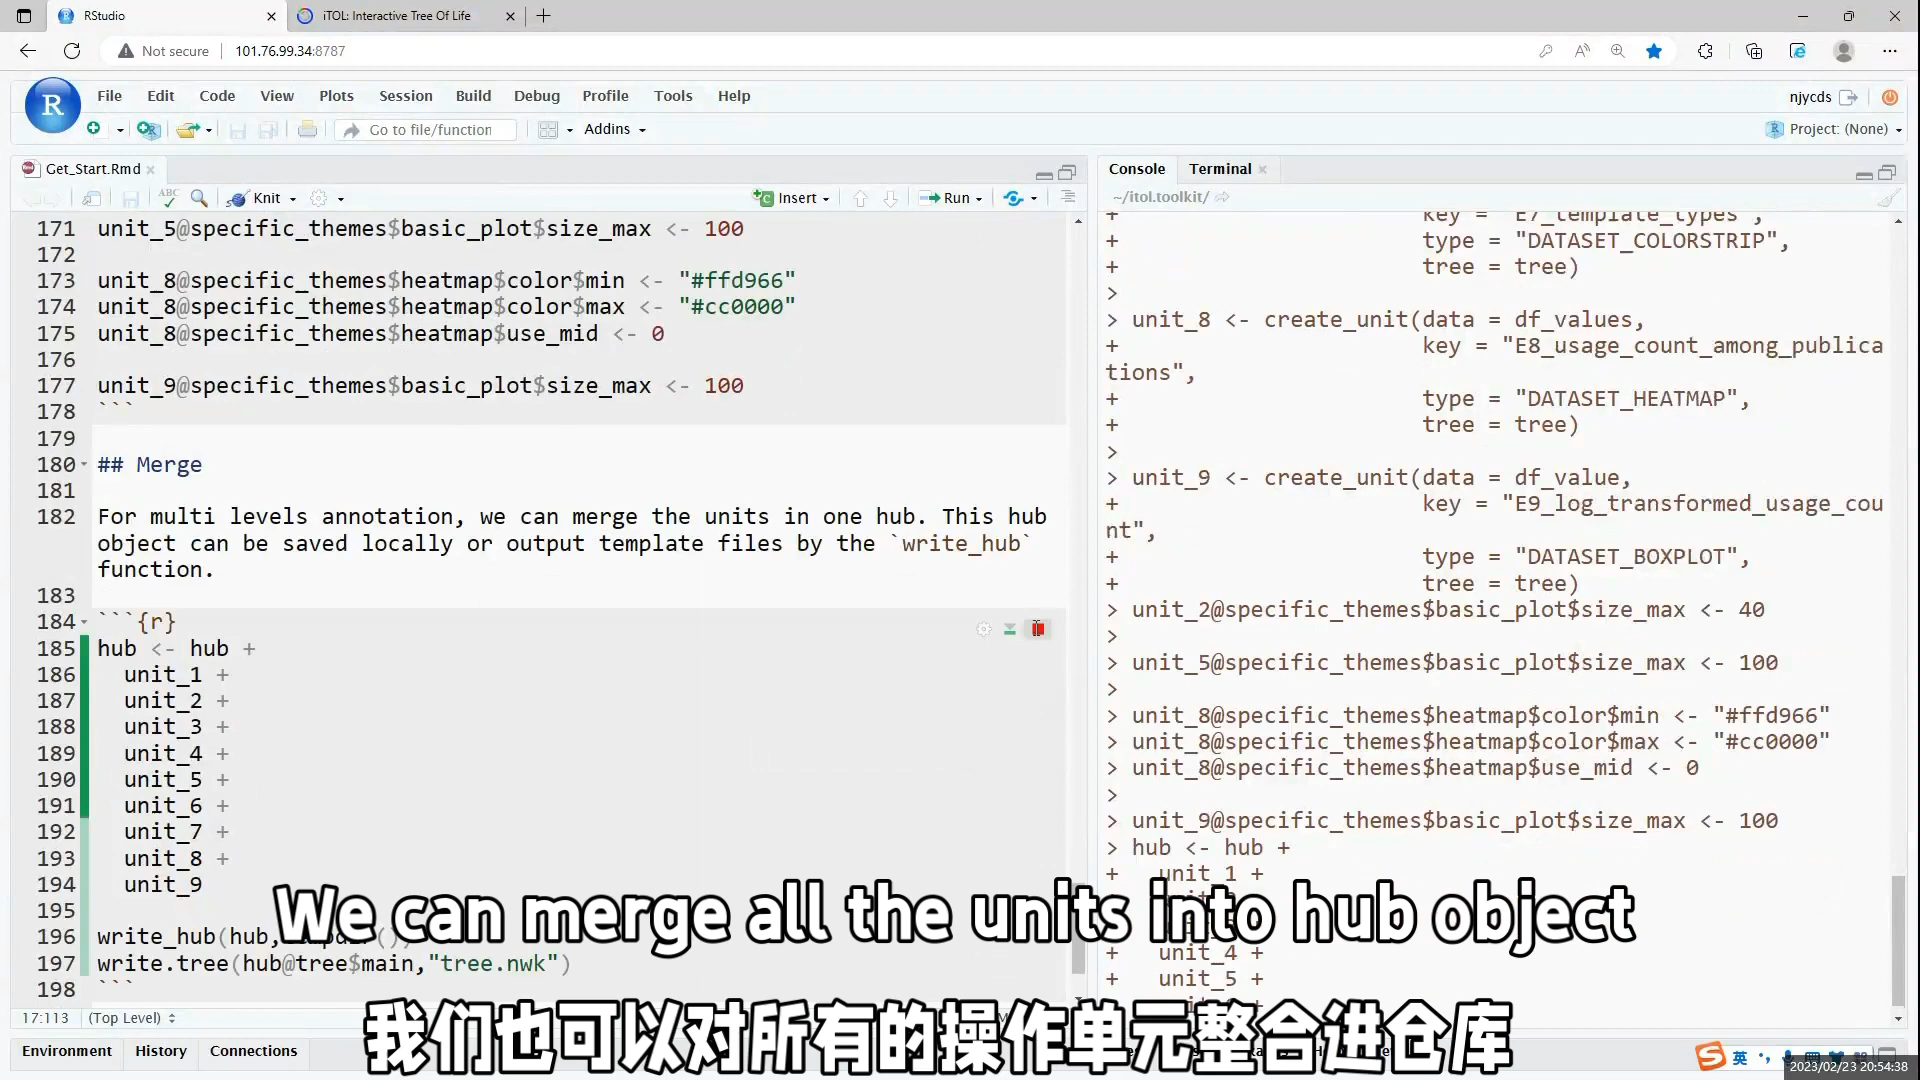 RStudio
iTOL: Interactive Tree Of Life
Not secure
101.76.99.34:8787
File Edit Code View Plots Session Build Debug Profile Tools Help
njycds
Go to file/function
Addins
Project: (None)
Get_Start.Rmd
Knit
Insert
Run
171 unit_5@specific_themes$basic_plot$size_max <- 100
172
173 unit_8@specific_themes$heatmap$color$min <- "#ffd966"
174 unit_8@specific_themes$heatmap$color$max <- "#cc0000"
175 unit_8@specific_themes$heatmap$use_mid <- 0
176
177 unit_9@specific_themes$basic_plot$size_max <- 100
178 ```
179
180 ## Merge
181
182 For multi levels annotation, we can merge the units in one hub. This hub
object can be saved locally or output template files by the `write_hub`
function.
183
184 ```{r}
185 hub <- hub +
186 unit_1 +
187 unit_2 +
188 unit_3 +
189 unit_4 +
190 unit_5 +
191 unit_6 +
192 unit_7 +
193 unit_8 +
194 unit_9
195
196 write_hub(hub,
197 write.tree(hub@tree$main,"tree.nwk")
198 ```
17:113 (Top Level)
Environment History Connections
Console Terminal
~/itol.toolkit/
+ key = "E7_template_types",
+ type = "DATASET_COLORSTRIP",
+ tree = tree)
>
> unit_8 <- create_unit(data = df_values,
+ key = "E8_usage_count_among_publica
tions",
+ type = "DATASET_HEATMAP",
+ tree = tree)
>
> unit_9 <- create_unit(data = df_value,
+ key = "E9_log_transformed_usage_cou
nt",
+ type = "DATASET_BOXPLOT",
+ tree = tree)
> unit_2@specific_themes$basic_plot$size_max <- 40
>
> unit_5@specific_themes$basic_plot$size_max <- 100
>
> unit_8@specific_themes$heatmap$color$min <- "#ffd966"
> unit_8@specific_themes$heatmap$color$max <- "#cc0000"
> unit_8@specific_themes$heatmap$use_mid <- 0
>
> unit_9@specific_themes$basic_plot$size_max <- 100
> hub <- hub +
+ unit_1 +
+ unit_4 +
+ unit_5 +
We can merge all the units into hub object
我们也可以对所有的操作单元整合进仓库
英
2023/02/23 20:54:38